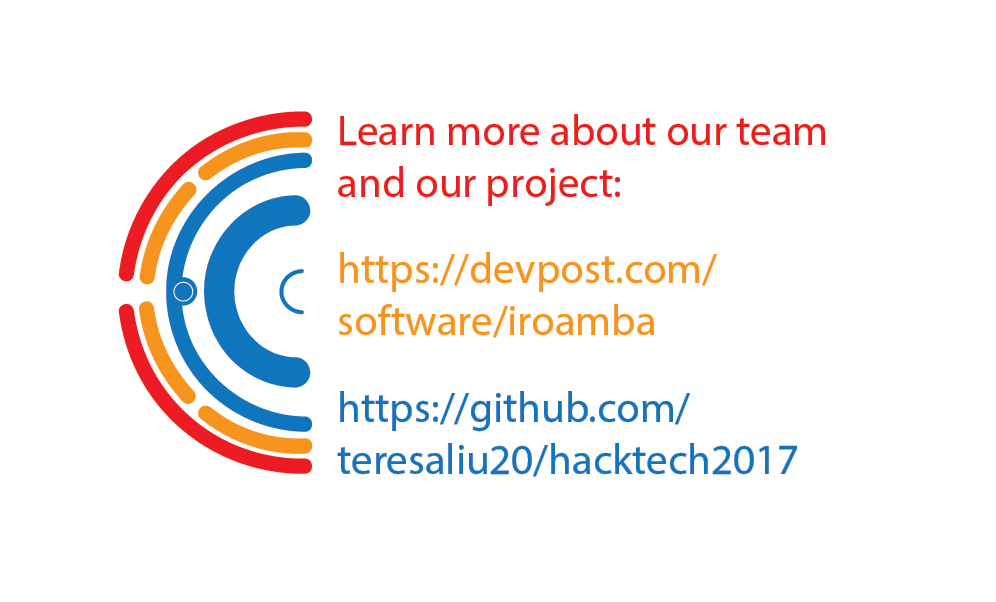 Learn more about our team
and our project:
https://devpost.com/
software/iroamba
https://github.com/
teresaliu20/hacktech2017